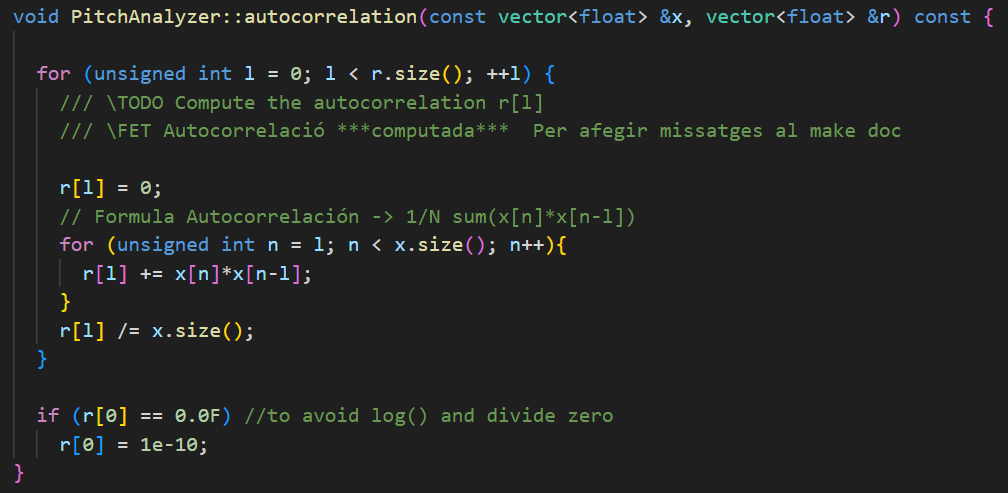 void PitchAnalyzer::autocorrelation(const vector<float> &x, vector<float> &r) const {
for (unsigned int l = 0; l < r.size(); ++l) {
/// \TODO Compute the autocorrelation r[l]
/// \FET Autocorrelació ***computada***  Per afegir missatges al make doc
r[l] = 0;
// Formula Autocorrelación -> 1/N sum(x[n]*x[n-l])
for (unsigned int n = l; n < x.size(); n++){
r[l] += x[n]*x[n-l];
}
r[l] /= x.size();
}
if (r[0] == 0.0F) //to avoid log() and divide zero
r[0] = 1e-10;
}